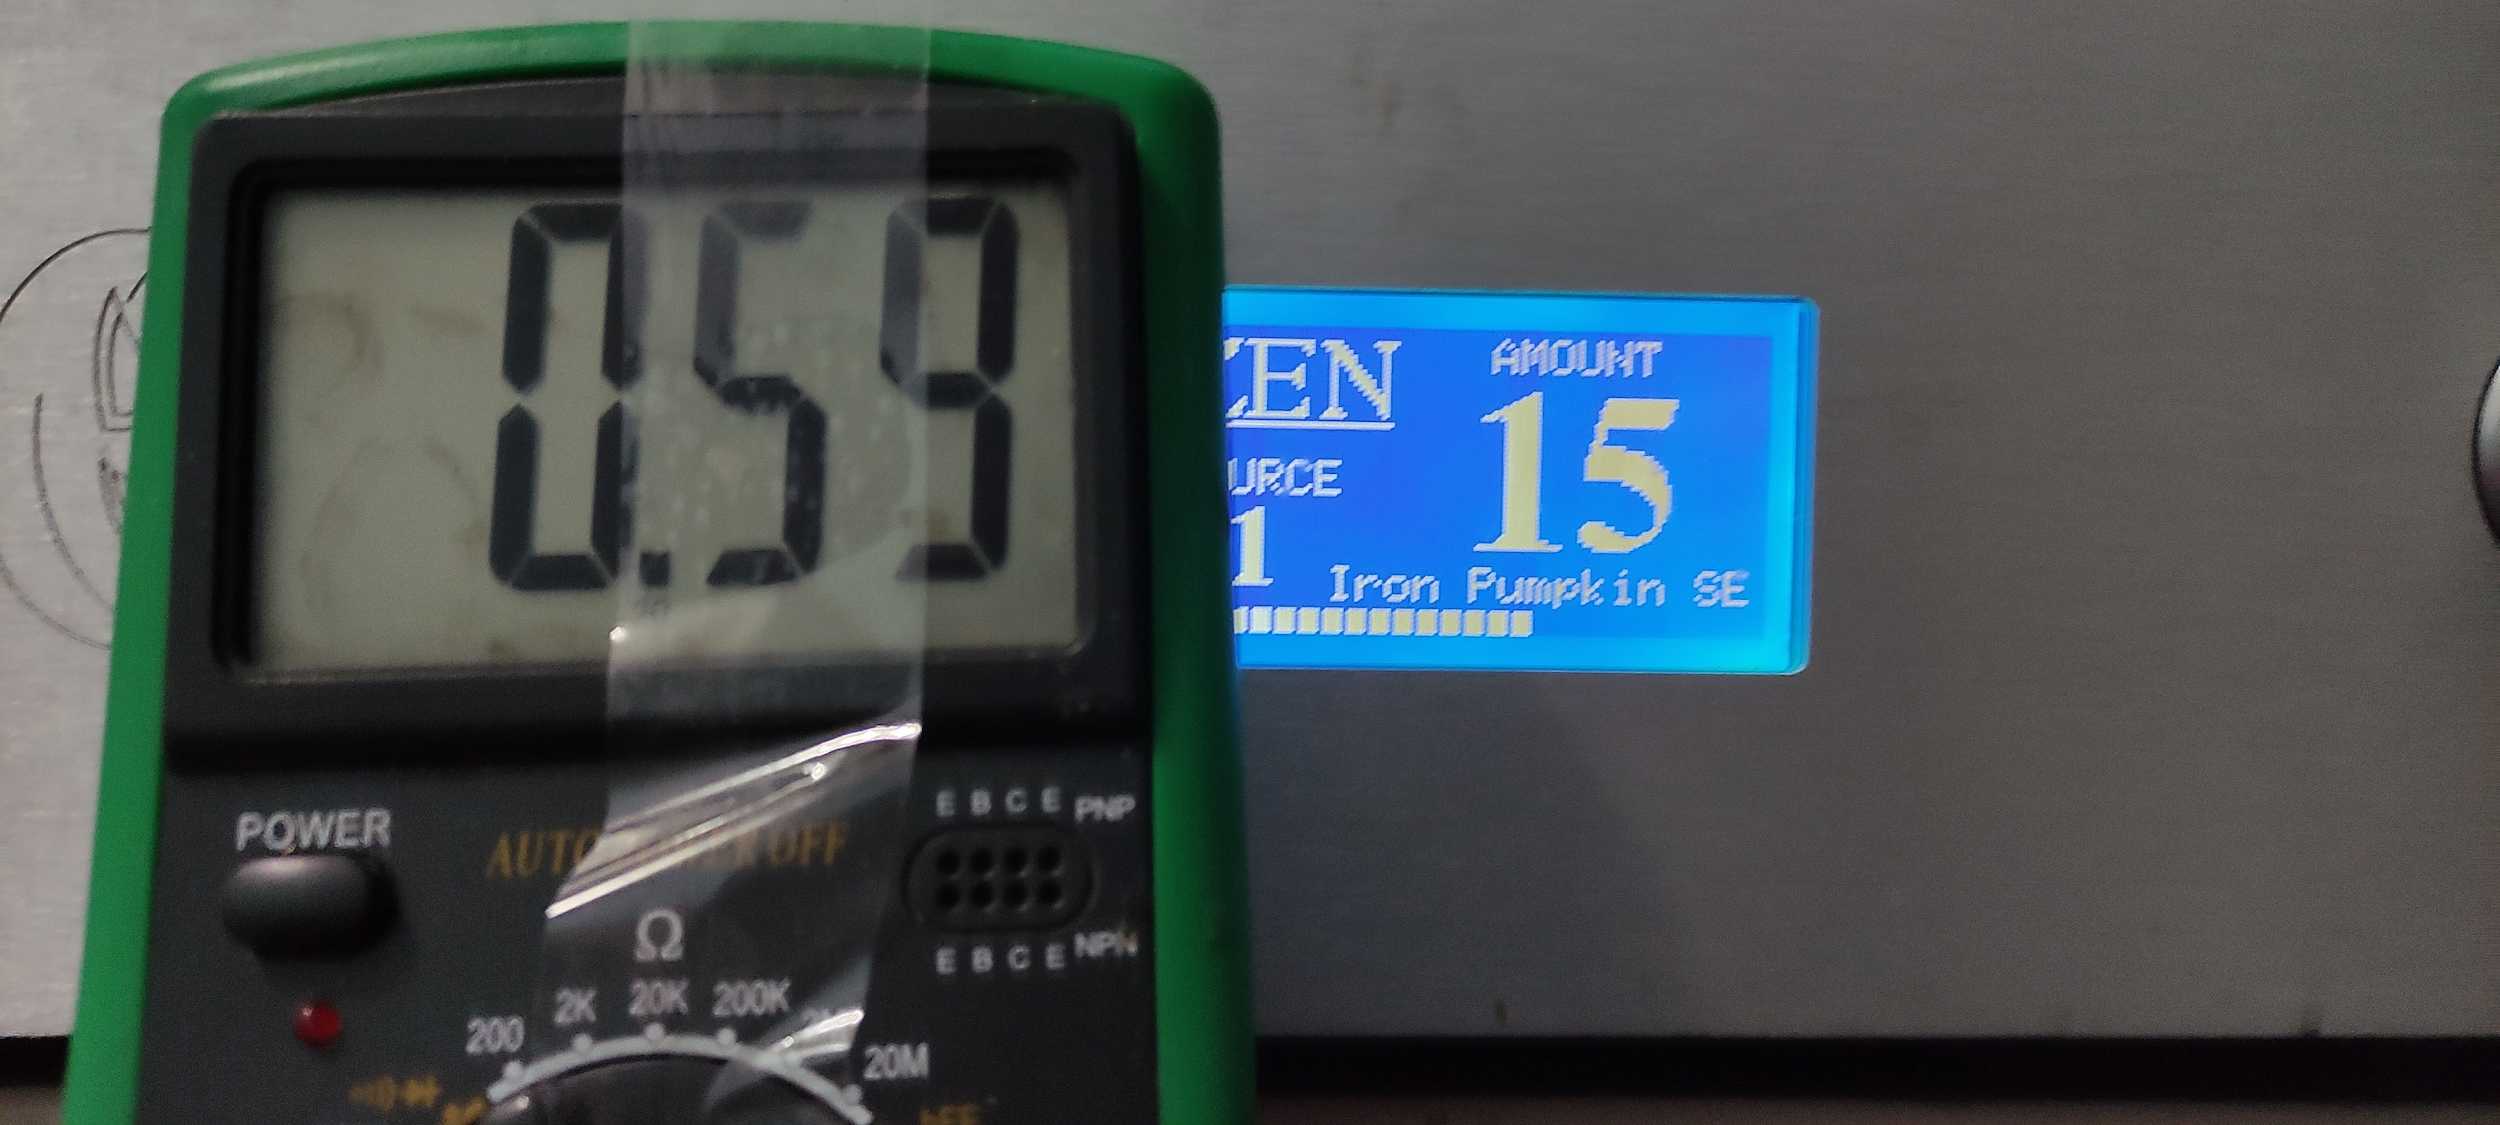 0.59
POWER
E B C E PNP
E B C E NPN
Ω
200 2K 20K 200K 20M
ZEN
AMOUNT
15
URCE
1
Iron Pumpkin SE